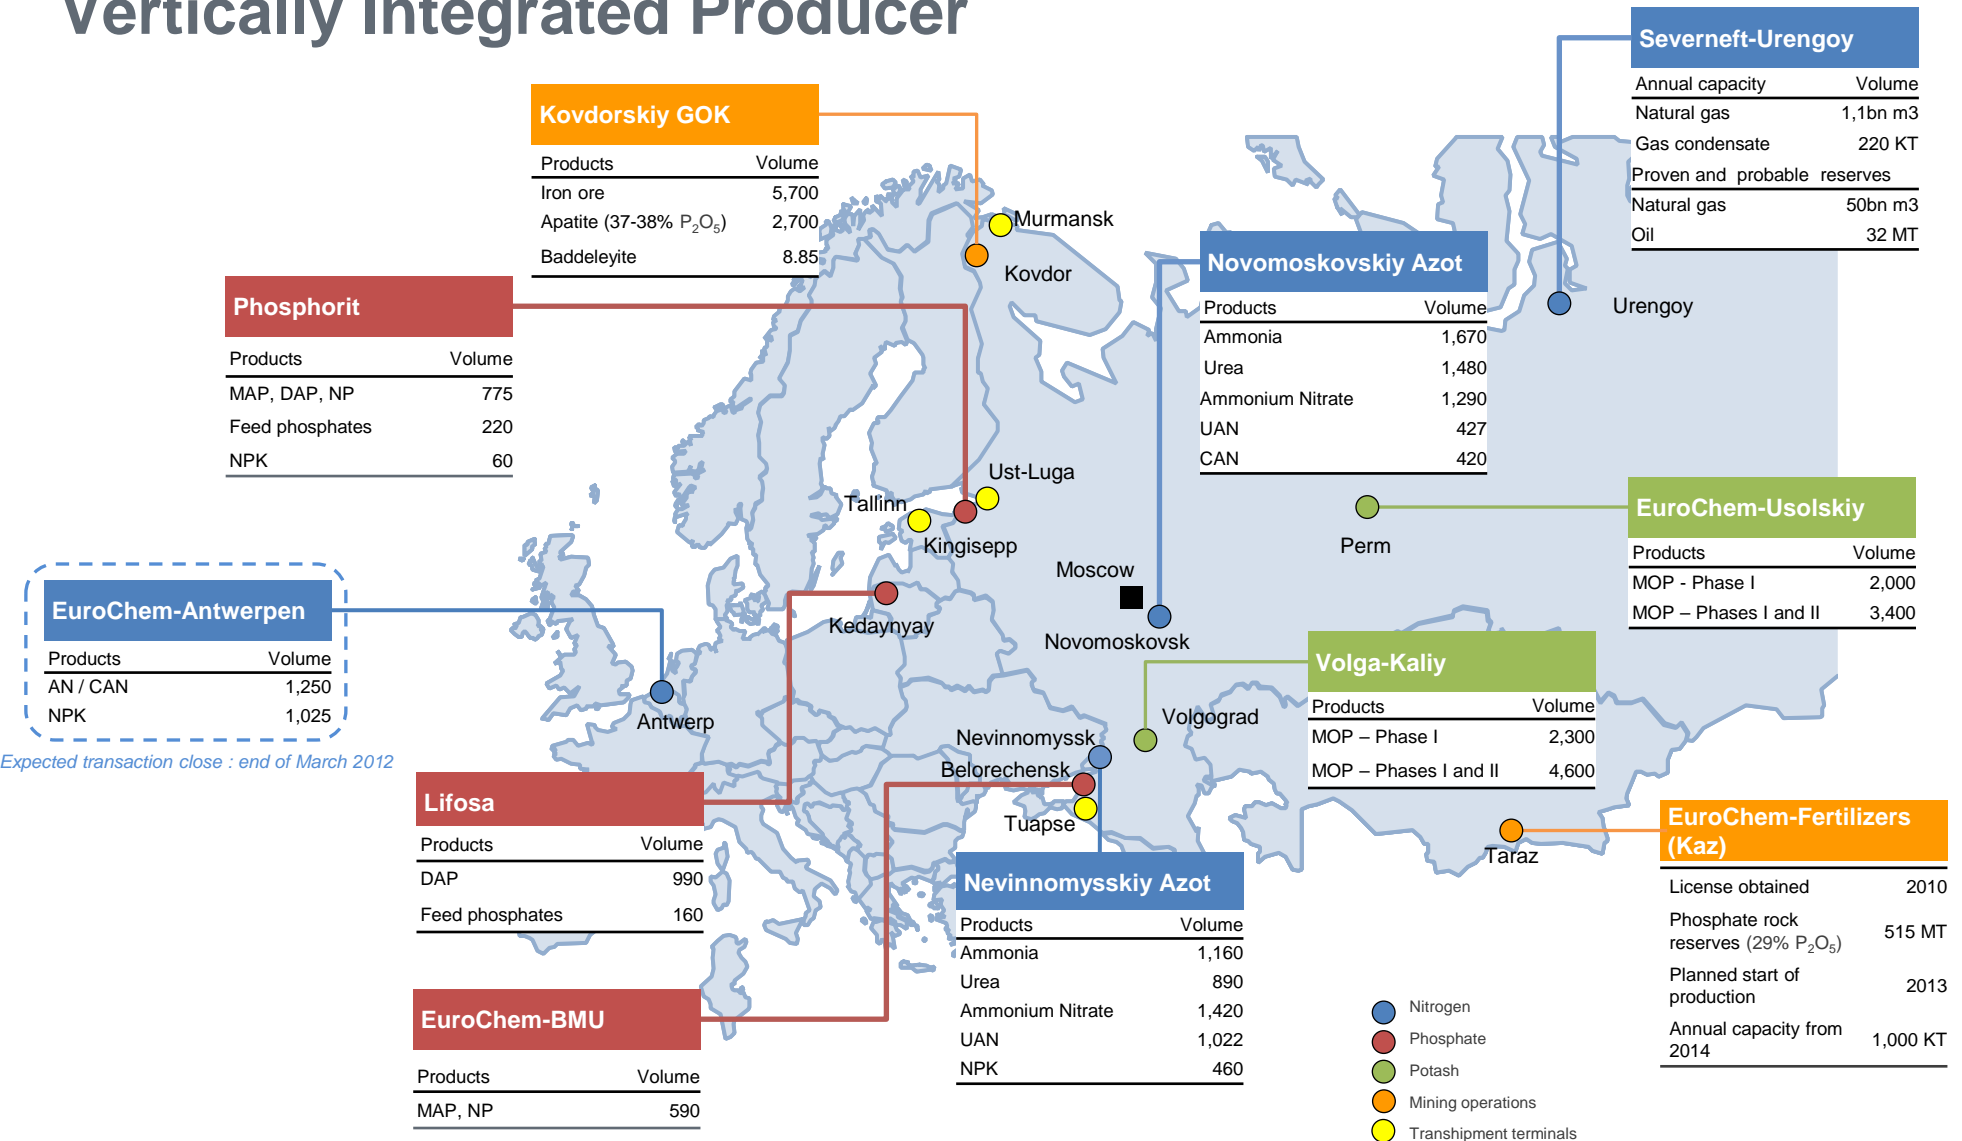 Vertically Integrated Producer
Severneft-Urengoy
Annual capacity Volume
Natural gas 1,1bn m3
Gas condensate 220 KT
Proven and probable reserves
Natural gas 50bn m3
Oil 32 MT
Kovdorskiy GOK
Products Volume
Iron ore 5,700
Apatite (37-38% P₂O₅) 2,700
Baddeleyite 8.85
Murmansk
Kovdor
Novomoskovskiy Azot
Products Volume
Ammonia 1,670
Urea 1,480
Ammonium Nitrate 1,290
UAN 427
CAN 420
Urengoy
Phosphorit
Products Volume
MAP, DAP, NP 775
Feed phosphates 220
NPK 60
Ust-Luga
Tallinn
Kingisepp
Perm
EuroChem-Usolskiy
Products Volume
MOP - Phase I 2,000
MOP – Phases I and II 3,400
Moscow
Novomoskovsk
Kedaynyay
EuroChem-Antwerpen
Products Volume
AN / CAN 1,250
NPK 1,025
Expected transaction close : end of March 2012
Antwerp
Volga-Kaliy
Products Volume
MOP – Phase I 2,300
MOP – Phases I and II 4,600
Volgograd
Nevinnomyssk
Belorechensk
Tuapse
Lifosa
Products Volume
DAP 990
Feed phosphates 160
Taraz
EuroChem-Fertilizers
(Kaz)
License obtained 2010
Phosphate rock
reserves (29% P₂O₅) 515 MT
Planned start of
production 2013
Annual capacity from
2014 1,000 KT
Nevinnomysskiy Azot
Products Volume
Ammonia 1,160
Urea 890
Ammonium Nitrate 1,420
UAN 1,022
NPK 460
EuroChem-BMU
Products Volume
MAP, NP 590
Nitrogen
Phosphate
Potash
Mining operations
Transhipment terminals